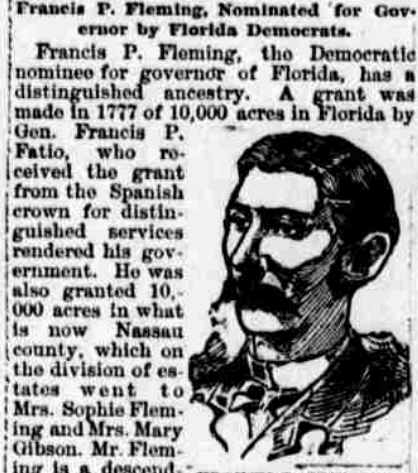 Francis P. Fleming, Nominated for Gov-
ernor by Florida Democrats.
Francis P. Fleming, the Democratic
nominee for governor of Florida, has a
distinguished ancestry. A grant was
made in 1777 of 10,000 acres in Florida by
Gen. Francis P.
Fatio, who re-
ceived the grant
from the Spanish
crown for distin-
guished services
rendered his gov-
ernment. He was
also granted 10,-
000 acres in what
is now Nassau
county, which on
the division of es-
tates went to
Mrs. Sophie Flem-
ing and Mrs. Mary
Gibson. Mr. Flem-
ing is a descend-